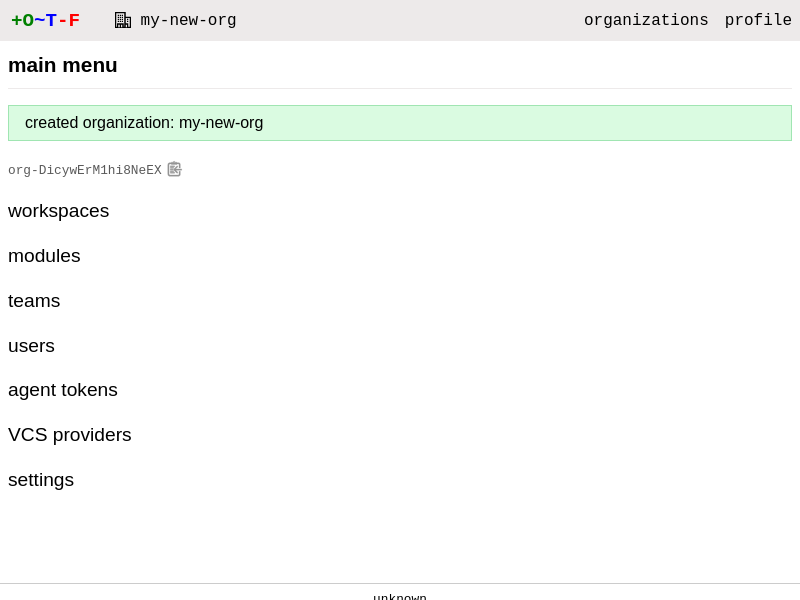 +O~T-F my-new-org organizations profile
main menu
created organization: my-new-org
org-DicywErM1hi8NeEX
workspaces
modules
teams
users
agent tokens
VCS providers
settings
unknown